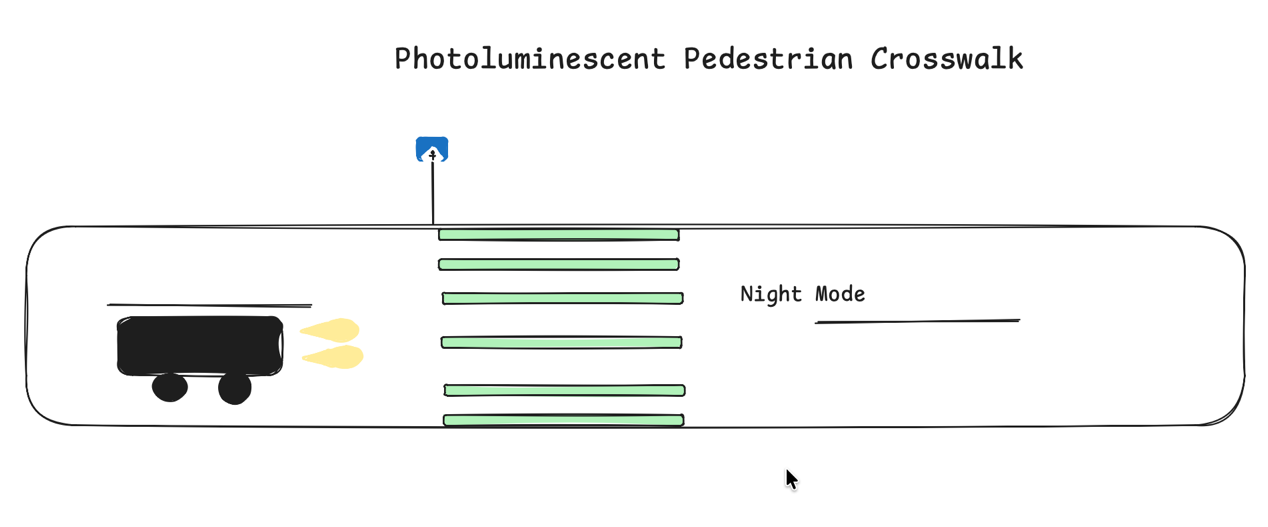 Photoluminescent Pedestrian Crosswalk
Night Mode